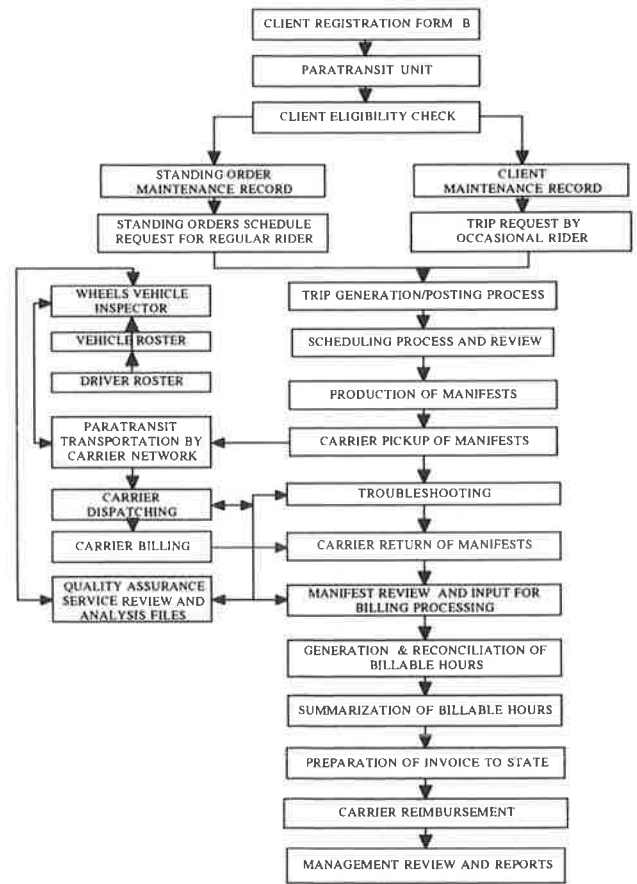 CLIENT REGISTRATION FORM B
PARATRANSIT UNIT
CLIENT ELIGIBILITY CHECK
STANDING ORDER
MAINTENANCE RECORD
CLIENT
MAINTENANCE RECORD
STANDING ORDERS SCHEDULE
REQUEST FOR REGULAR RIDER
TRIP REQUEST BY
OCCASIONAL RIDER
WHEELS VEHICLE
INSPECTOR
TRIP GENERATION/POSTING PROCESS
VEHICLE ROSTER
SCHEDULING PROCESS AND REVIEW
DRIVER ROSTER
PRODUCTION OF MANIFESTS
PARATRANSIT
TRANSPORTATION BY
CARRIER NETWORK
CARRIER PICKUP OF MANIFESTS
CARRIER
DISPATCHING
TROUBLESHOOTING
CARRIER BILLING
CARRIER RETURN OF MANIFESTS
QUALITY ASSURANCE
SERVICE REVIEW AND
ANALYSIS FILES
MANIFEST REVIEW AND INPUT FOR
BILLING PROCESSING
GENERATION & RECONCILIATION OF
BILLABLE HOURS
SUMMARIZATION OF BILLABLE HOURS
PREPARATION OF INVOICE TO STATE
CARRIER REIMBURSEMENT
MANAGEMENT REVIEW AND REPORTS